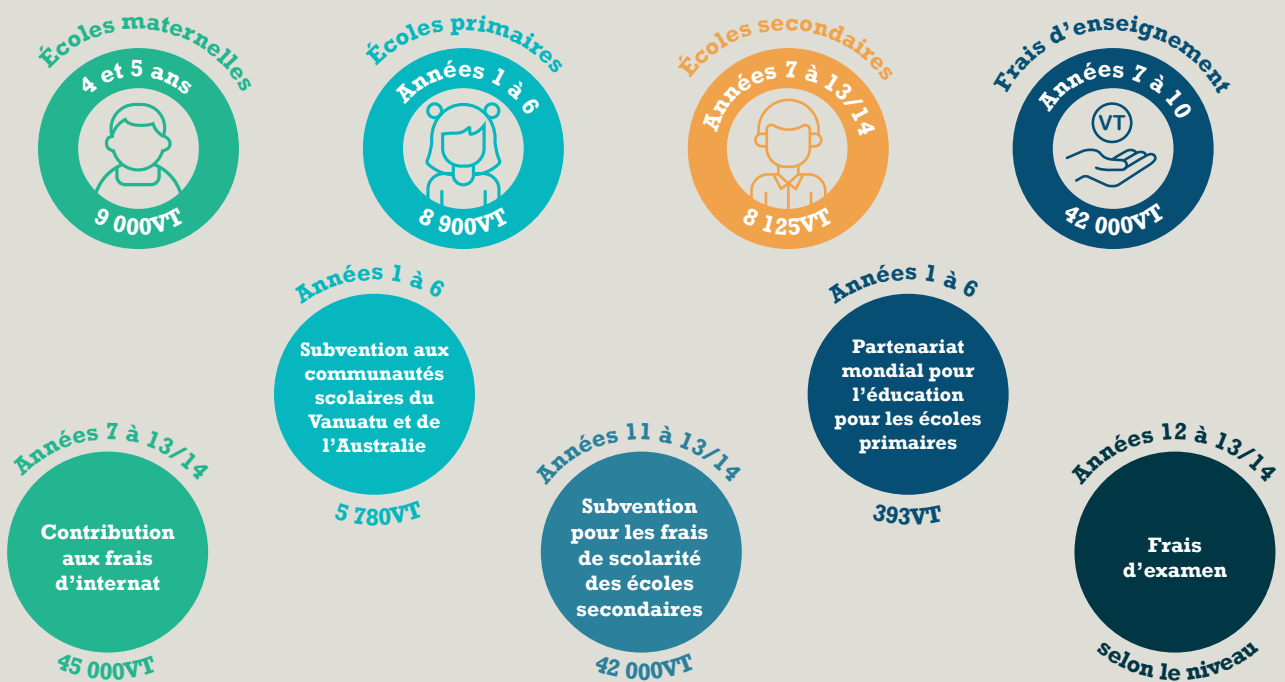 Écoles maternelles
4 et 5 ans
9 000VT
Écoles primaires
Années 1 à 6
8 900VT
Écoles secondaires
Années 7 à 13/14
8 125VT
Frais d’enseignement
Années 7 à 10
VT
42 000VT
Années 1 à 6
Subvention aux
communautés
scolaires du
Vanuatu et de
l’Australie
5 780VT
Années 1 à 6
Partenariat
mondial pour
l’éducation
pour les écoles
primaires
393VT
Années 7 à 13/14
Contribution
aux frais
d’internat
45 000VT
Années 11 à 13/14
Subvention
pour les frais
de scolarité
des écoles
secondaires
42 000VT
Années 12 à 13/14
Frais
d’examen
selon le niveau